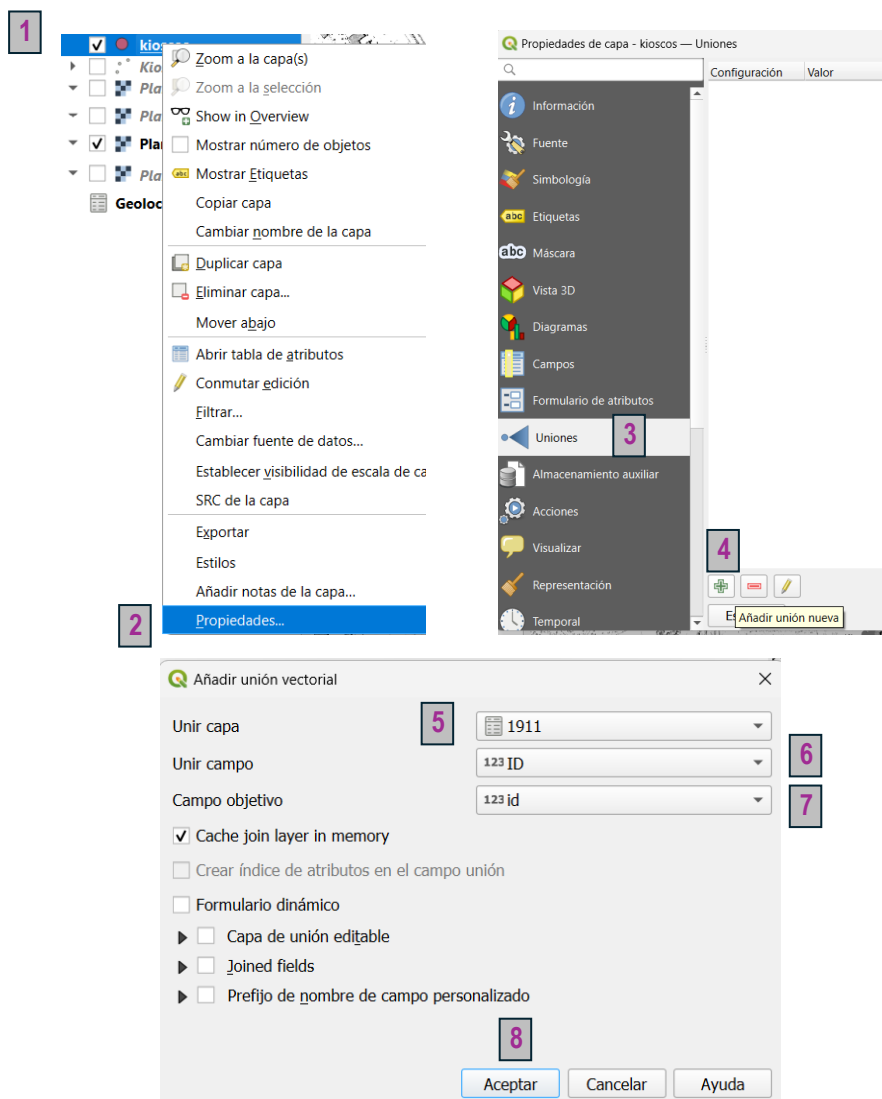 1
kioscos
Zoom a la capa(s)
Kio
Zoom a la selección
Pla
Show in Overview
Pla
Mostrar número de objetos
Plan
abc Mostrar Etiquetas
Pla
Copiar capa
Geoloc
Cambiar nombre de la capa
Duplicar capa
Eliminar capa...
Mover abajo
Abrir tabla de atributos
Conmutar edición
Filtrar...
Cambiar fuente de datos...
Establecer visibilidad de escala de ca
SRC de la capa
Exportar
Estilos
Añadir notas de la capa...
2
Propiedades...
Propiedades de capa - kioscos — Uniones
Configuración Valor
Información
Fuente
Simbología
abc Etiquetas
abc Máscara
Vista 3D
Diagramas
Campos
Formulario de atributos
Uniones 3
Almacenamiento auxiliar
Acciones
Visualizar
4
Representación
Temporal
Es
Añadir unión nueva
Añadir unión vectorial
Unir capa 5 1911
Unir campo 123 ID 6
Campo objetivo 123 id 7
Cache join layer in memory
Crear índice de atributos en el campo unión
Formulario dinámico
Capa de unión editable
Joined fields
Prefijo de nombre de campo personalizado
8
Aceptar Cancelar Ayuda